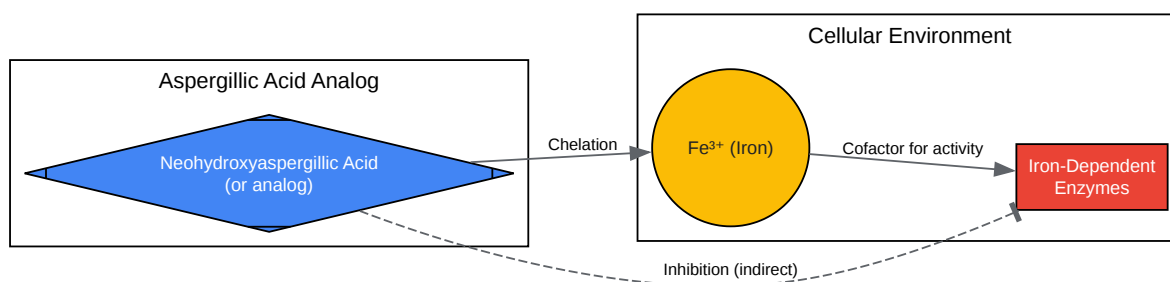 Cellular Environment
Aspergillic Acid Analog
Neohydroxyaspergillic Acid
(or analog)
Chelation
Fe³⁺ (Iron)
Cofactor for activity
Iron-Dependent
Enzymes
Inhibition (indirect)